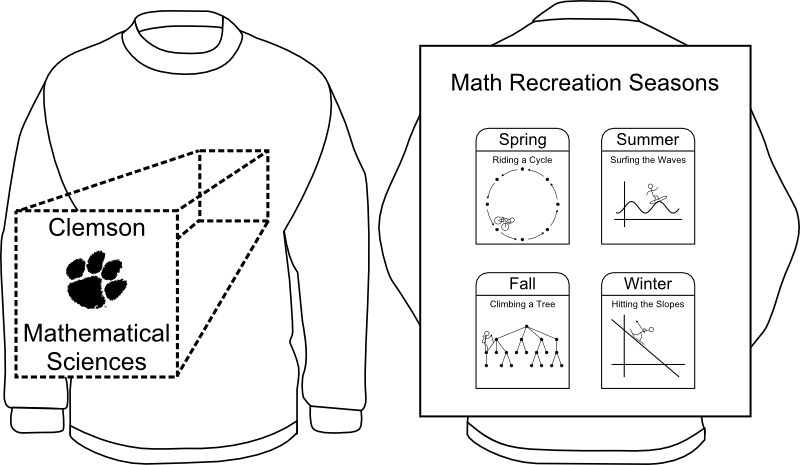 Clemson
Mathematical
Sciences
Math Recreation Seasons
Spring
Riding a Cycle
Summer
Surfing the Waves
Fall
Climbing a Tree
Winter
Hitting the Slopes